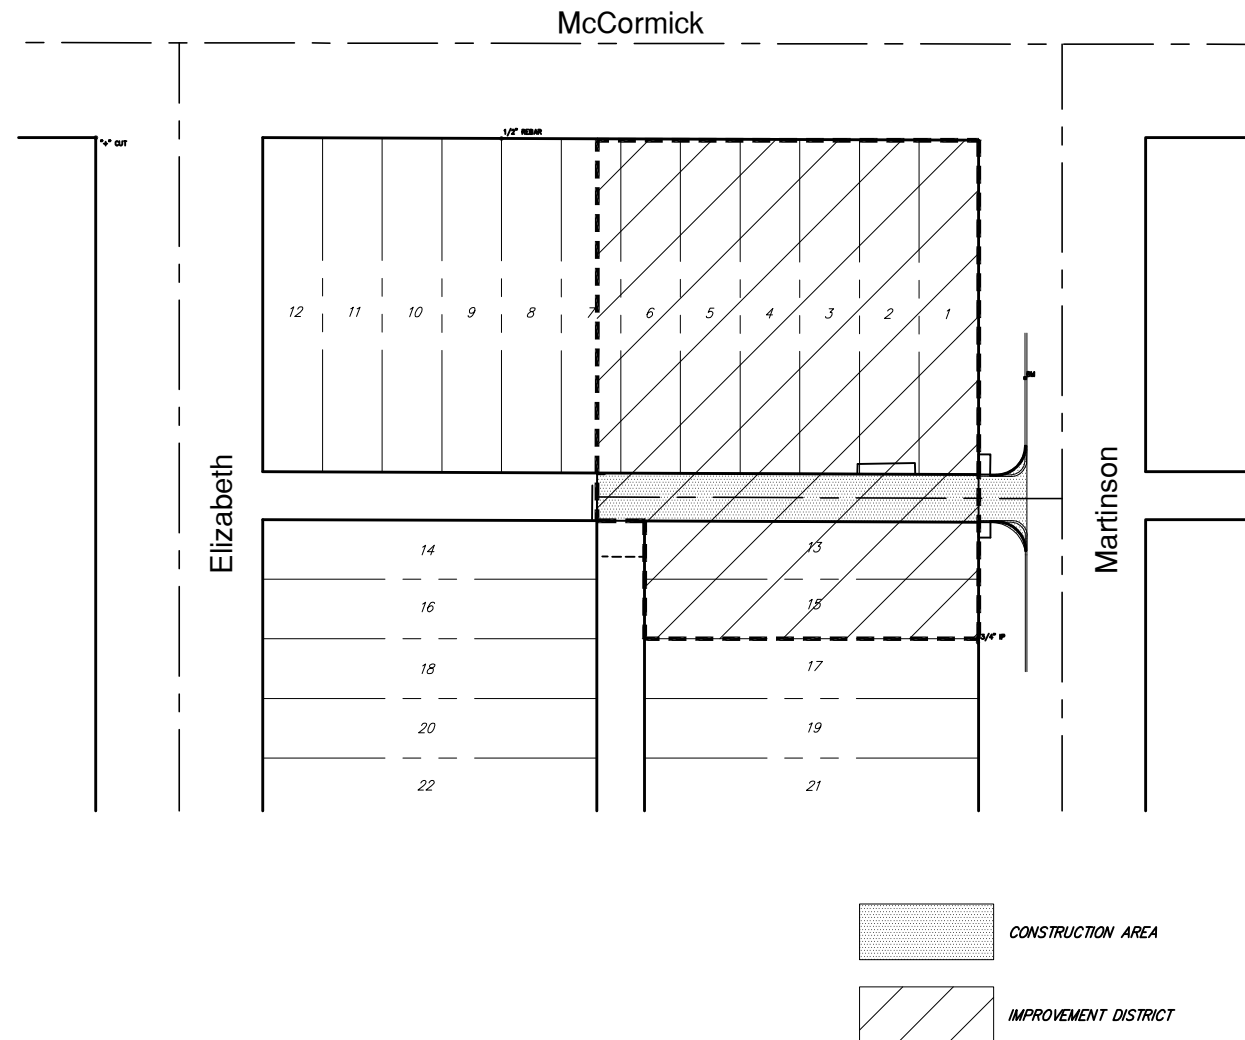 McCormick
"+" CUT
1/2" REBAR
12 11 10 9 8 7 6 5 4 3 2 1
BM
Elizabeth
Martinson
14 13
16 15
3/4" IP
18 17
20 19
22 21
CONSTRUCTION AREA
IMPROVEMENT DISTRICT